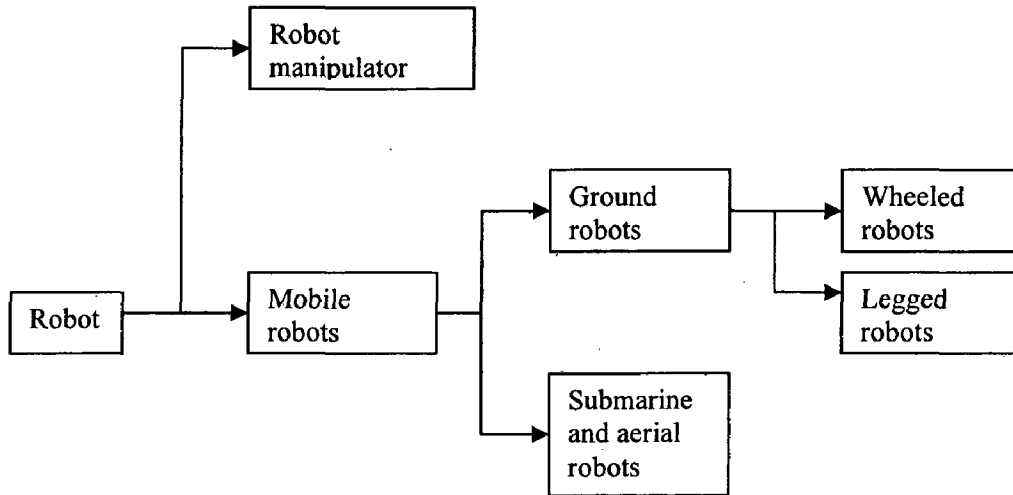 Robot
manipulator
Ground
robots
Wheeled
robots
Mobile
robots
Robot
Legged
robots
Submarine
and aerial
robots